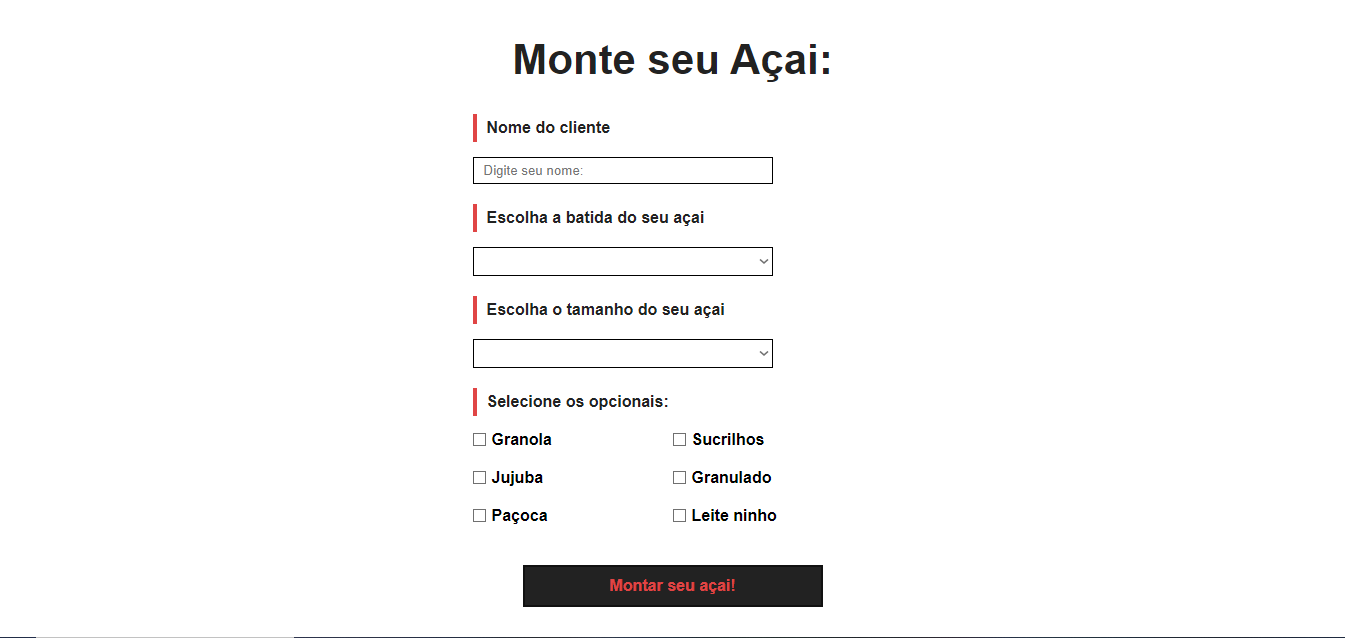 Monte seu Açai:
Nome do cliente
Digite seu nome:
Escolha a batida do seu açai
Escolha o tamanho do seu açai
Selecione os opcionais:
Granola
Sucrilhos
Jujuba
Granulado
Paçoca
Leite ninho
Montar seu açai!